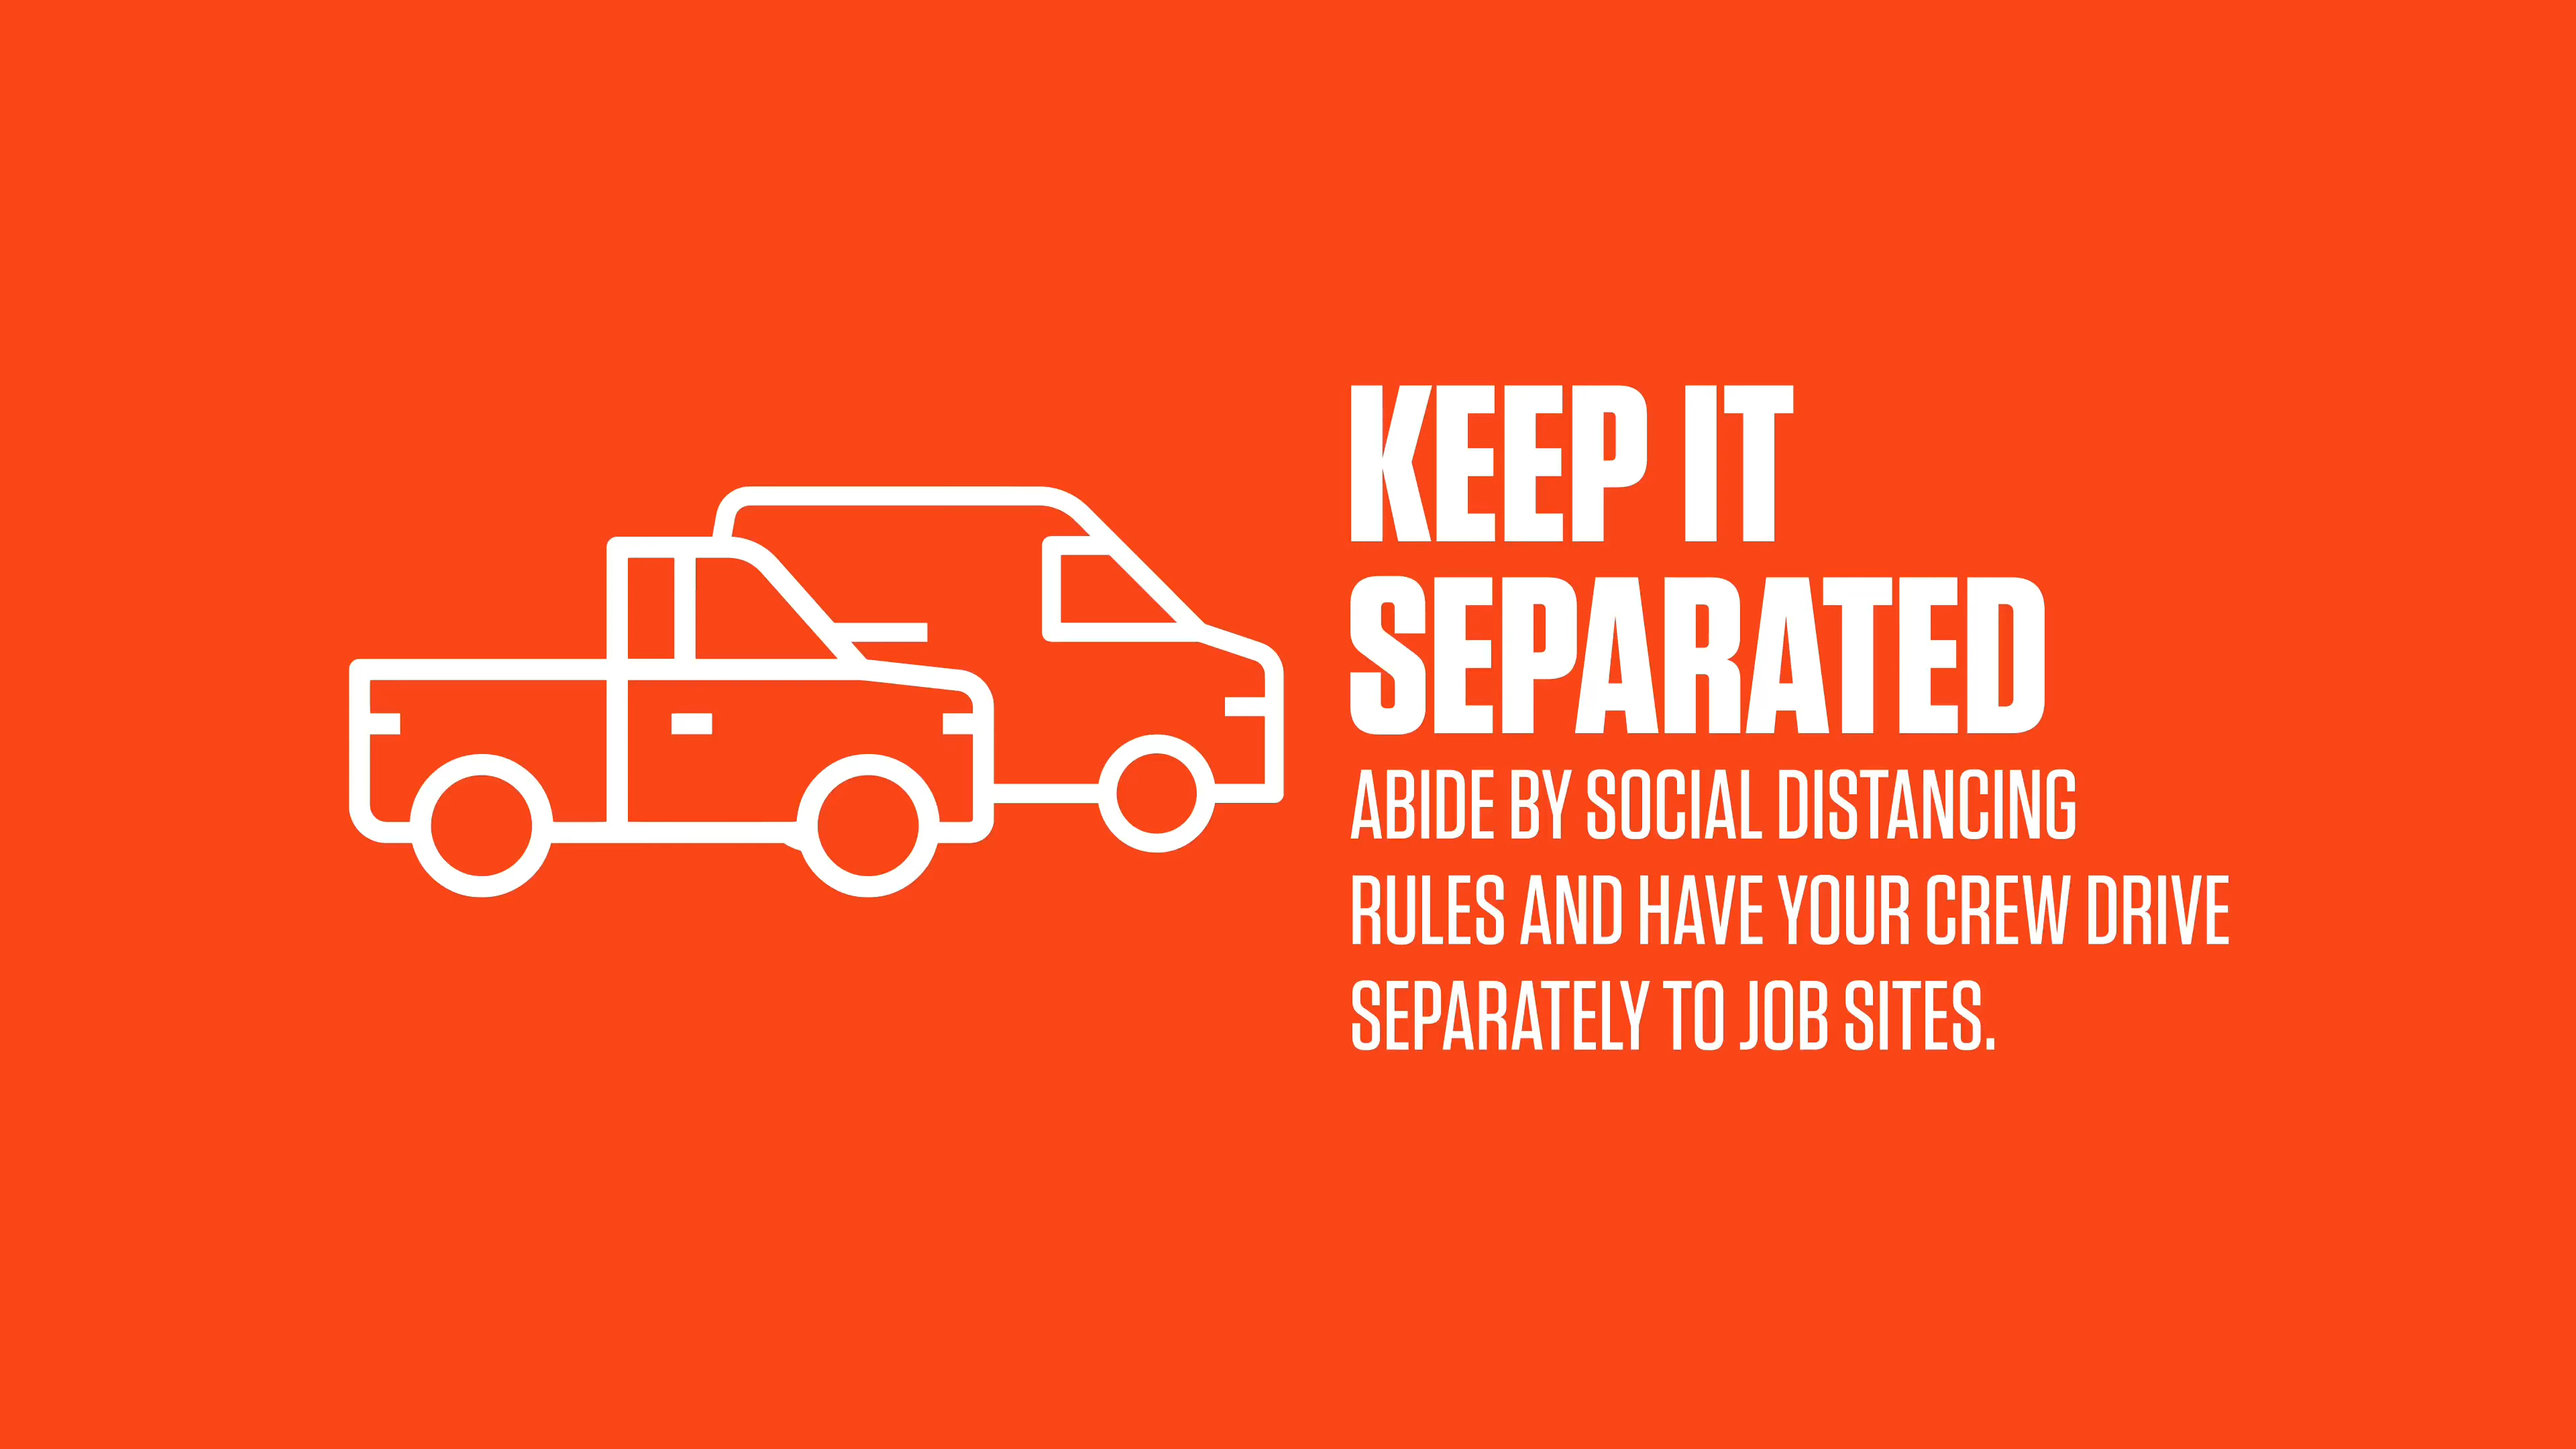 KEEP IT
SEPARATED
ABIDE BY SOCIAL DISTANCING
RULES AND HAVE YOUR CREW DRIVE
SEPARATELY TO JOB SITES.